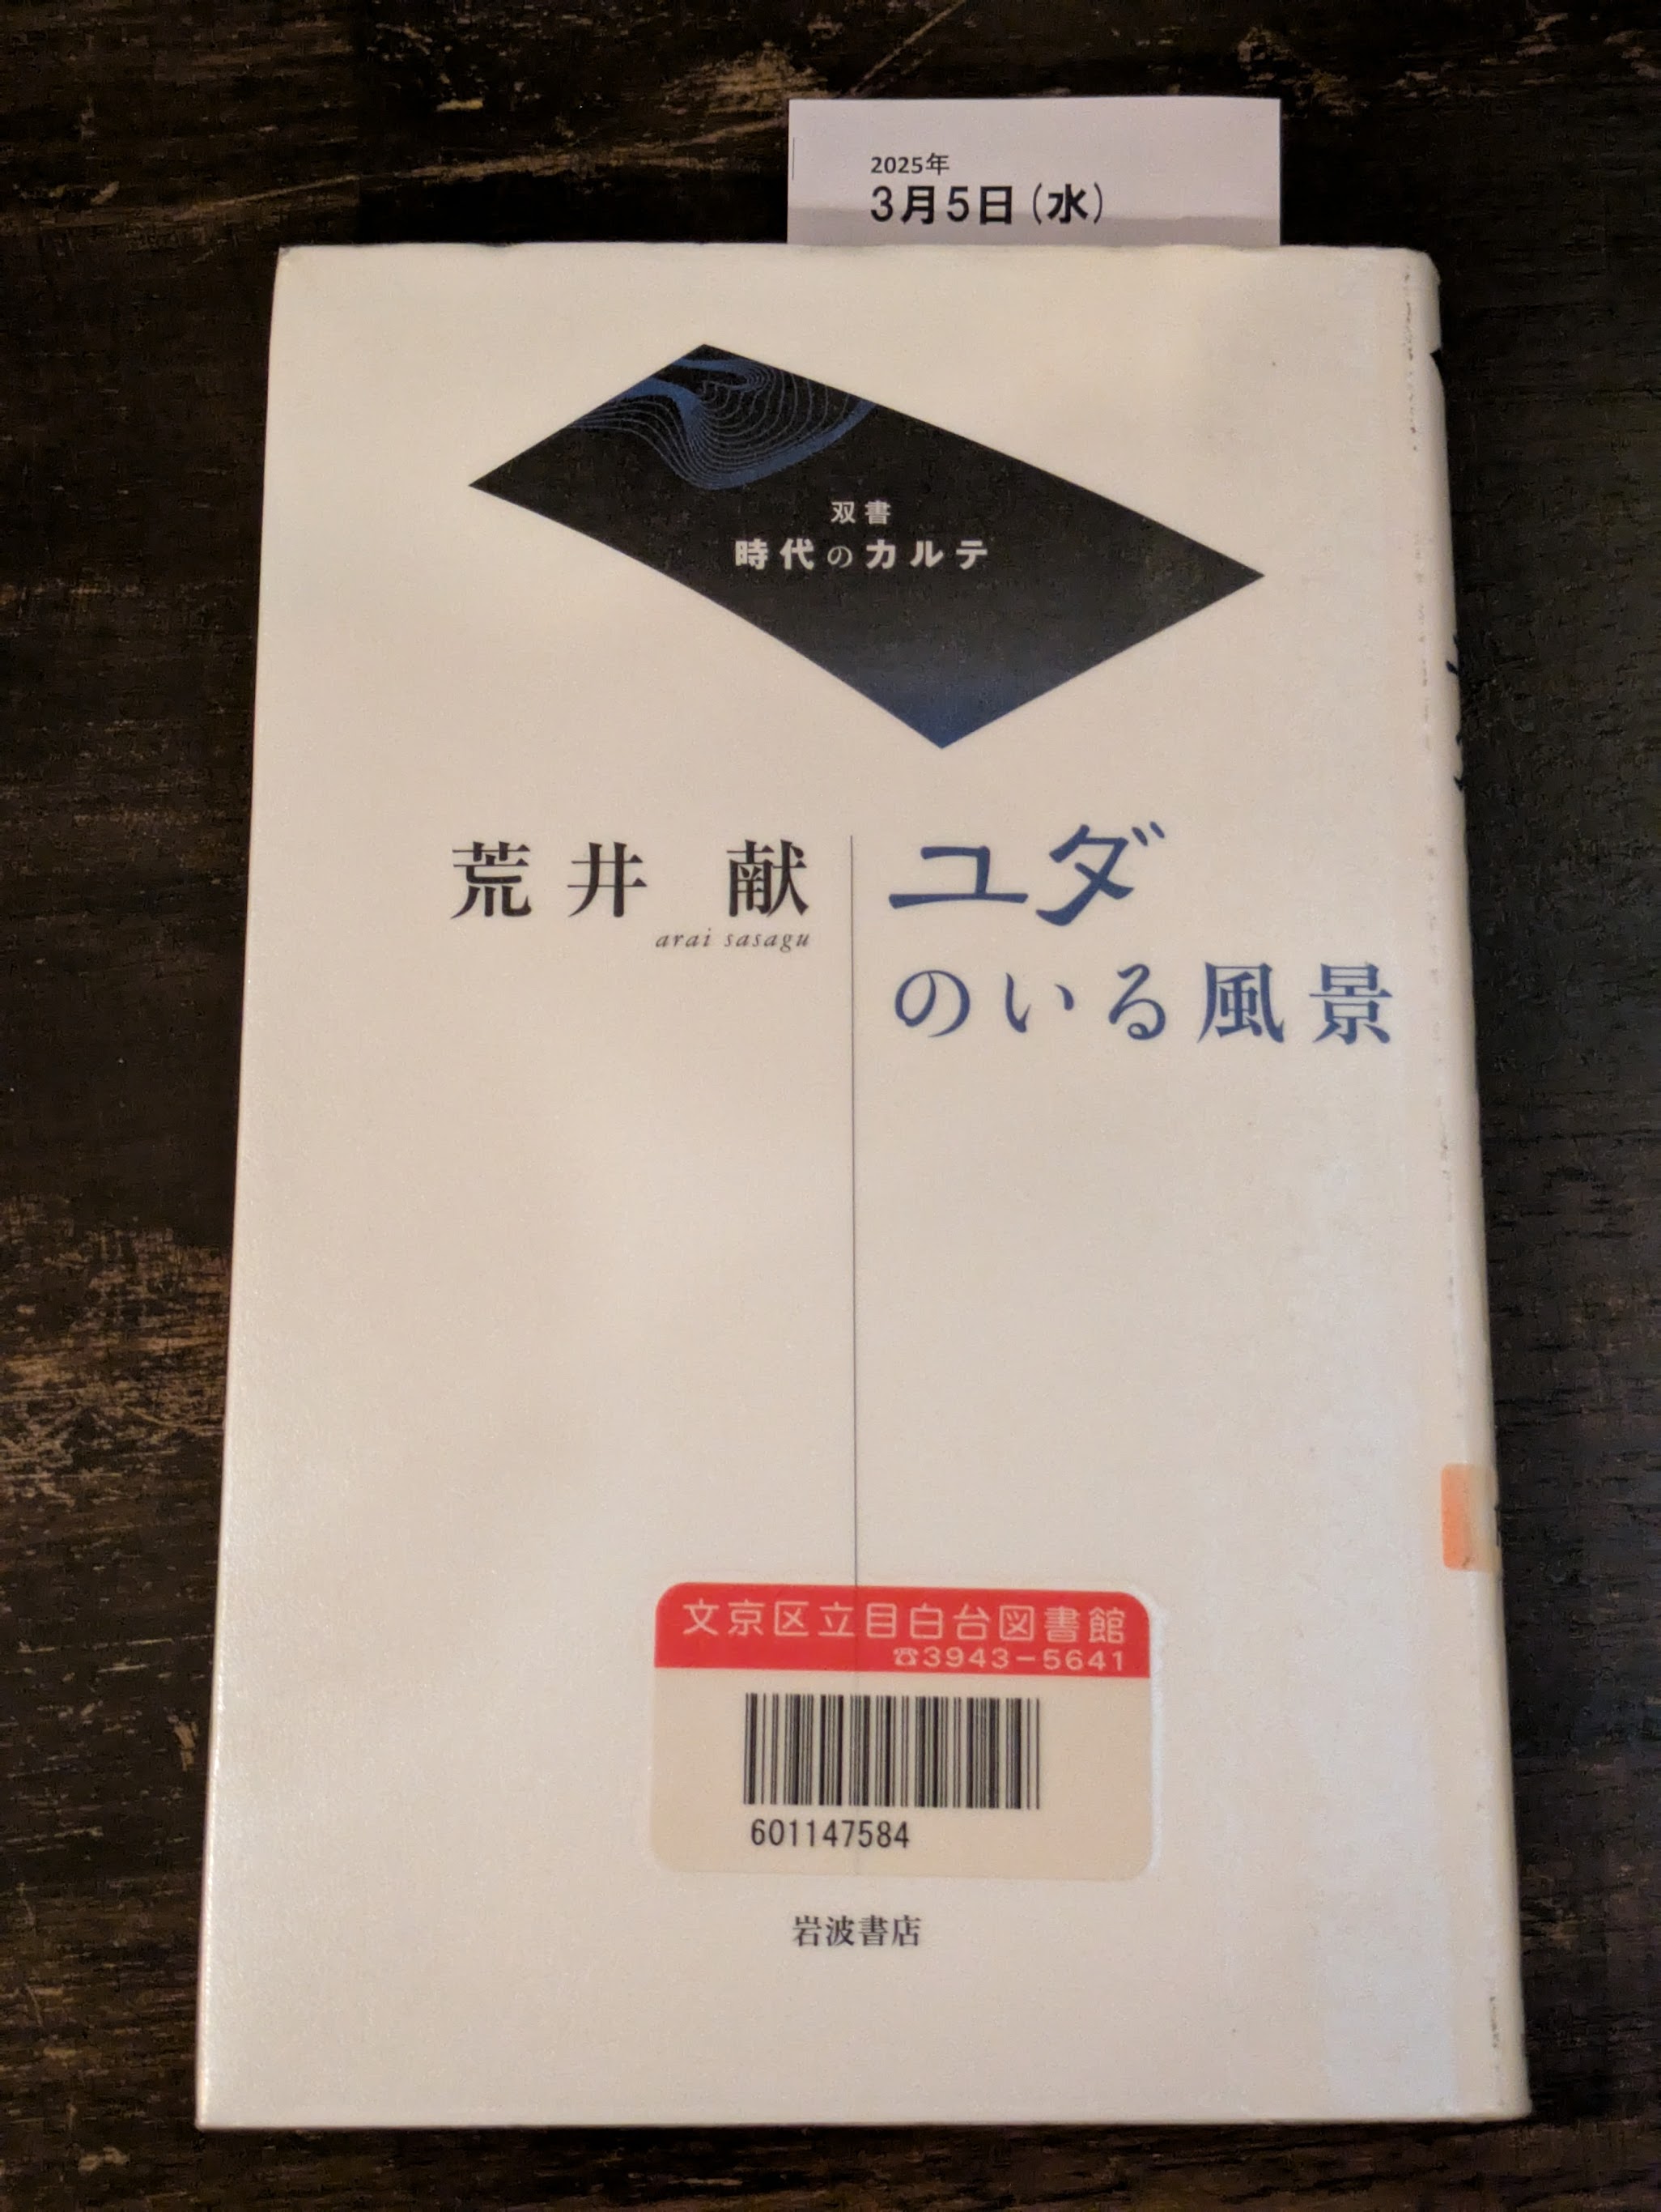 2025年
3月5日(水)
双書
時代のカルテ
ユダ
のいる風景
荒井 献
arai sasagu
文京区立目白台図書館
☎3943-5641
601147584
岩波書店